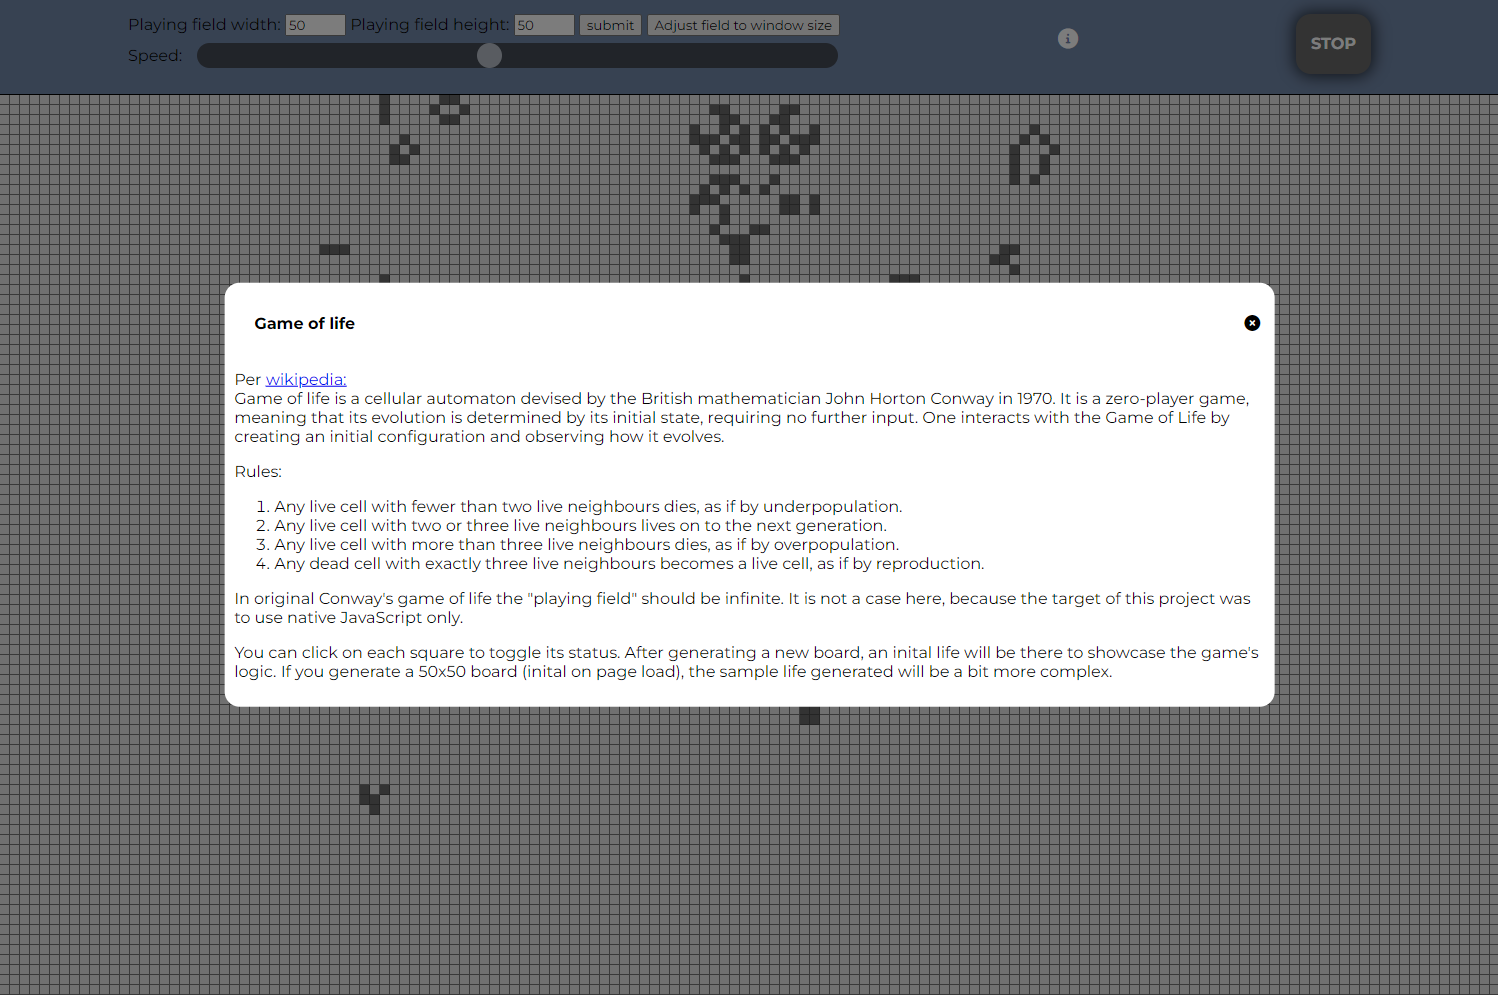 Playing field width: 50 Playing field height: 50 submit Adjust field to window size
Speed:
STOP
Game of life
Per wikipedia:
Game of life is a cellular automaton devised by the British mathematician John Horton Conway in 1970. It is a zero-player game,
meaning that its evolution is determined by its initial state, requiring no further input. One interacts with the Game of Life by
creating an initial configuration and observing how it evolves.
Rules:
1. Any live cell with fewer than two live neighbours dies, as if by underpopulation.
2. Any live cell with two or three live neighbours lives on to the next generation.
3. Any live cell with more than three live neighbours dies, as if by overpopulation.
4. Any dead cell with exactly three live neighbours becomes a live cell, as if by reproduction.
In original Conway's game of life the "playing field" should be infinite. It is not a case here, because the target of this project was
to use native JavaScript only.
You can click on each square to toggle its status. After generating a new board, an inital life will be there to showcase the game's
logic. If you generate a 50x50 board (inital on page load), the sample life generated will be a bit more complex.